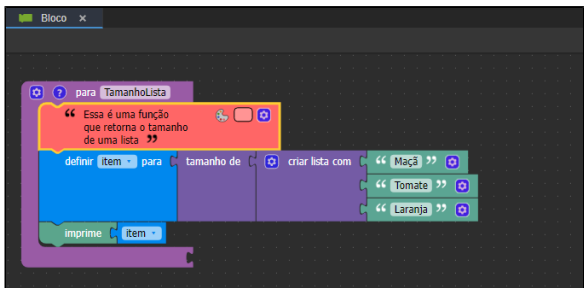 Bloco ×
? para TamanhoLista
“ Essa é uma função
que retorna o tamanho
de uma lista ”
definir item para tamanho de criar lista com “ Maçã ”
“ Tomate ”
“ Laranja ”
imprime item